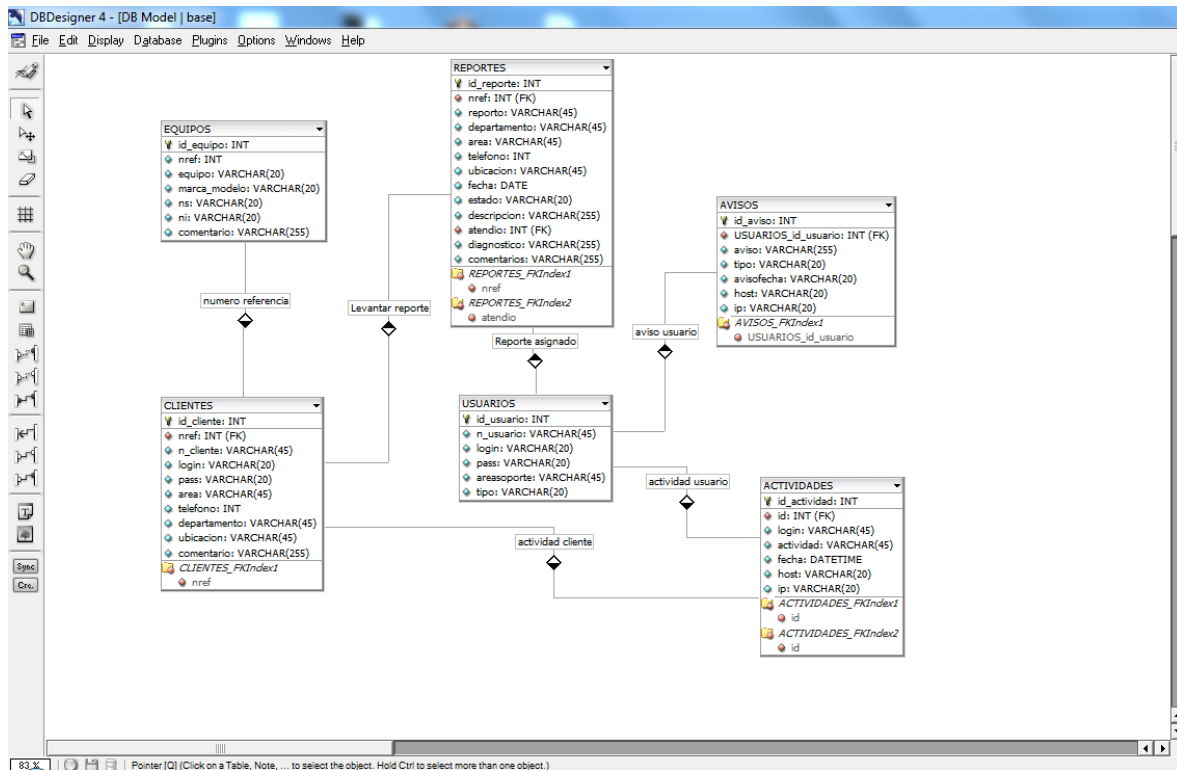 DBDesigner 4 - [DB Model | base]
File Edit Display Database Plugins Options Windows Help
REPORTES
id_reporte: INT
nref: INT (FK)
reporto: VARCHAR(45)
departamento: VARCHAR(45)
area: VARCHAR(45)
telefono: INT
ubicacion: VARCHAR(45)
fecha: DATE
estado: VARCHAR(20)
descripcion: VARCHAR(255)
atendio: INT (FK)
diagnostico: VARCHAR(255)
comentarios: VARCHAR(255)
REPORTES_FKIndex1
nref
REPORTES_FKIndex2
atendio
EQUIPOS
id_equipo: INT
nref: INT
equipo: VARCHAR(20)
marca_modelo: VARCHAR(20)
ns: VARCHAR(20)
ni: VARCHAR(20)
comentario: VARCHAR(255)
AVISOS
id_aviso: INT
USUARIOS_id_usuario: INT (FK)
aviso: VARCHAR(255)
tipo: VARCHAR(20)
avisofecha: VARCHAR(20)
host: VARCHAR(20)
ip: VARCHAR(20)
AVISOS_FKIndex1
USUARIOS_id_usuario
numero referencia
Levantar reporte
Reporte asignado
aviso usuario
CLIENTES
id_cliente: INT
nref: INT (FK)
n_cliente: VARCHAR(45)
login: VARCHAR(20)
pass: VARCHAR(20)
area: VARCHAR(45)
telefono: INT
departamento: VARCHAR(45)
ubicacion: VARCHAR(45)
comentario: VARCHAR(255)
CLIENTES_FKIndex1
nref
USUARIOS
id_usuario: INT
n_usuario: VARCHAR(45)
login: VARCHAR(20)
pass: VARCHAR(20)
areasoporte: VARCHAR(45)
tipo: VARCHAR(20)
actividad usuario
actividad cliente
ACTIVIDADES
id_actividad: INT
id: INT (FK)
login: VARCHAR(45)
actividad: VARCHAR(45)
fecha: DATETIME
host: VARCHAR(20)
ip: VARCHAR(20)
ACTIVIDADES_FKIndex1
id
ACTIVIDADES_FKIndex2
id
Sync
Crc.
83 % Pointer [Q] (Click on a Table, Note, ... to select the object. Hold Ctrl to select more than one object.)